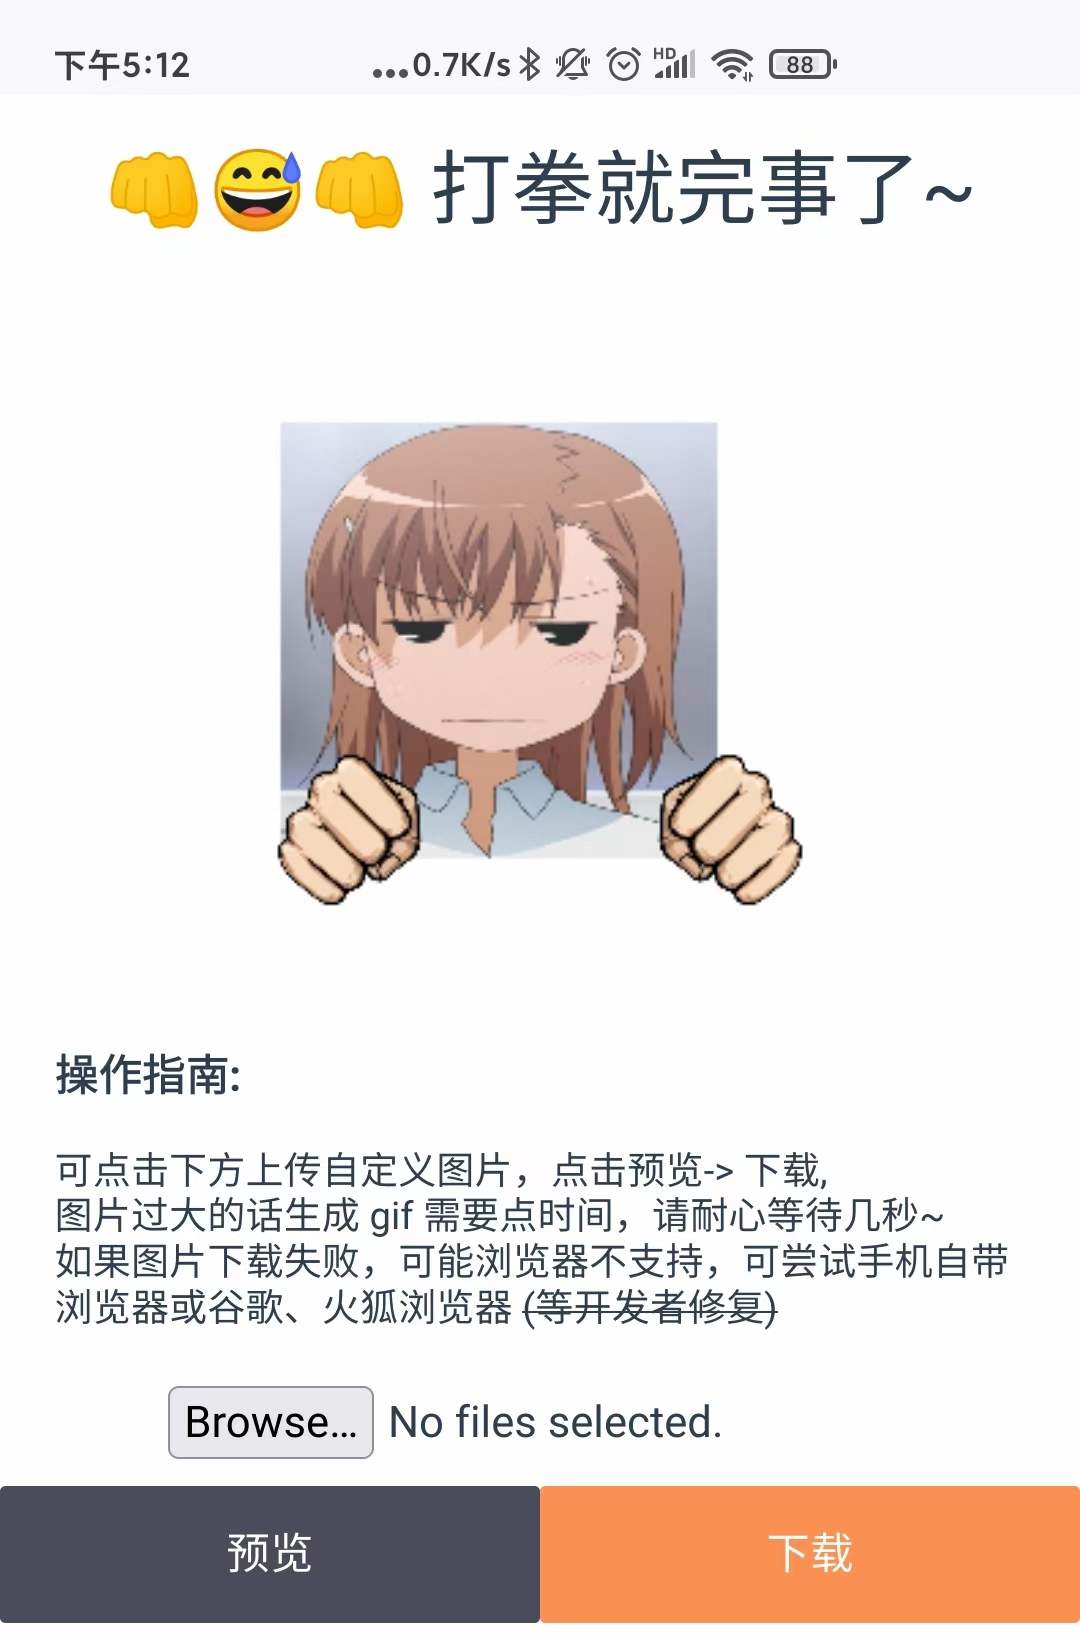 下午5:12
...0.7K/s
HD
88
👊😅👊 打拳就完事了~
操作指南:
可点击下方上传自定义图片，点击预览-> 下载,
图片过大的话生成 gif 需要点时间，请耐心等待几秒~
如果图片下载失败，可能浏览器不支持，可尝试手机自带
浏览器或谷歌、火狐浏览器 (等开发者修复)
Browse... No files selected.
预览
下载